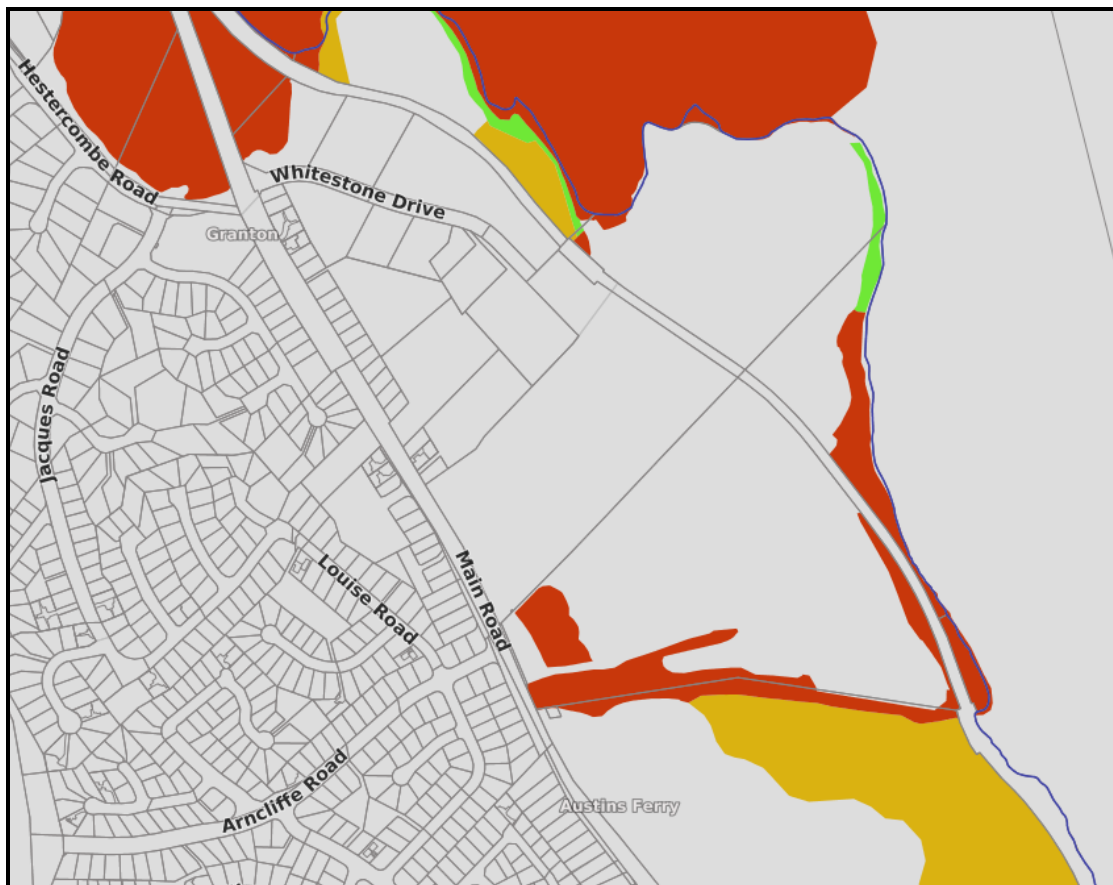 Hestercombe Road
Whitestone Drive
Granton
Jacques Road
Louise Road
Main Road
Arncliffe Road
Austins Ferry